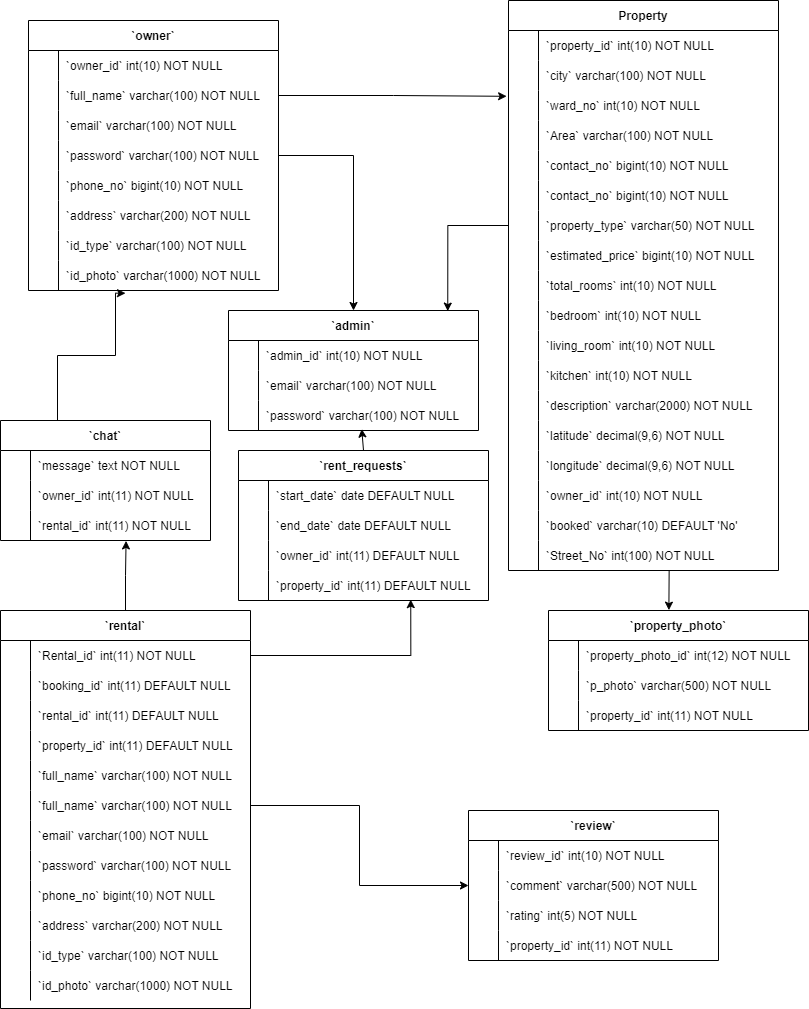 `owner`
`owner_id` int(10) NOT NULL
`full_name` varchar(100) NOT NULL
`email` varchar(100) NOT NULL
`password` varchar(100) NOT NULL
`phone_no` bigint(10) NOT NULL
`address` varchar(200) NOT NULL
`id_type` varchar(100) NOT NULL
`id_photo` varchar(1000) NOT NULL
Property
`property_id` int(10) NOT NULL
`city` varchar(100) NOT NULL
`ward_no` int(10) NOT NULL
`Area` varchar(100) NOT NULL
`contact_no` bigint(10) NOT NULL
`contact_no` bigint(10) NOT NULL
`property_type` varchar(50) NOT NULL
`estimated_price` bigint(10) NOT NULL
`total_rooms` int(10) NOT NULL
`bedroom` int(10) NOT NULL
`living_room` int(10) NOT NULL
`kitchen` int(10) NOT NULL
`description` varchar(2000) NOT NULL
`latitude` decimal(9,6) NOT NULL
`longitude` decimal(9,6) NOT NULL
`owner_id` int(10) NOT NULL
`booked` varchar(10) DEFAULT 'No'
`Street_No` int(100) NOT NULL
`admin`
`admin_id` int(10) NOT NULL
`email` varchar(100) NOT NULL
`password` varchar(100) NOT NULL
`chat`
`message` text NOT NULL
`owner_id` int(11) NOT NULL
`rental_id` int(11) NOT NULL
`rent_requests`
`start_date` date DEFAULT NULL
`end_date` date DEFAULT NULL
`owner_id` int(11) DEFAULT NULL
`property_id` int(11) DEFAULT NULL
`rental`
`Rental_id` int(11) NOT NULL
`booking_id` int(11) DEFAULT NULL
`rental_id` int(11) DEFAULT NULL
`property_id` int(11) DEFAULT NULL
`full_name` varchar(100) NOT NULL
`full_name` varchar(100) NOT NULL
`email` varchar(100) NOT NULL
`password` varchar(100) NOT NULL
`phone_no` bigint(10) NOT NULL
`address` varchar(200) NOT NULL
`id_type` varchar(100) NOT NULL
`id_photo` varchar(1000) NOT NULL
`property_photo`
`property_photo_id` int(12) NOT NULL
`p_photo` varchar(500) NOT NULL
`property_id` int(11) NOT NULL
`review`
`review_id` int(10) NOT NULL
`comment` varchar(500) NOT NULL
`rating` int(5) NOT NULL
`property_id` int(11) NOT NULL